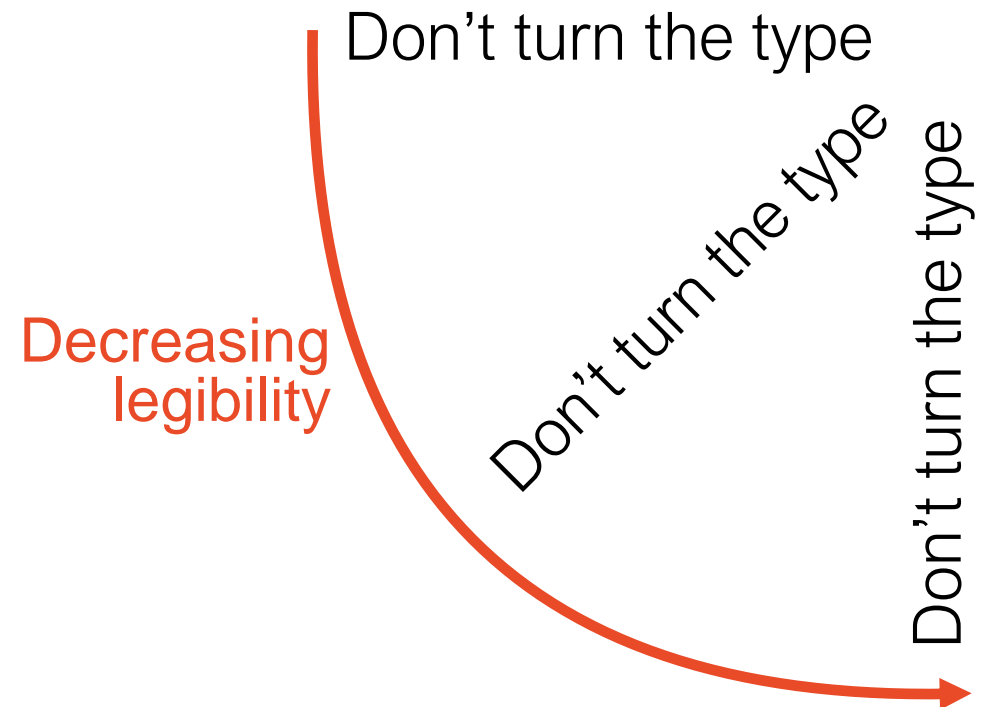 Don’t turn the type
Don’t turn the type
Don’t turn the type
Decreasing
legibility